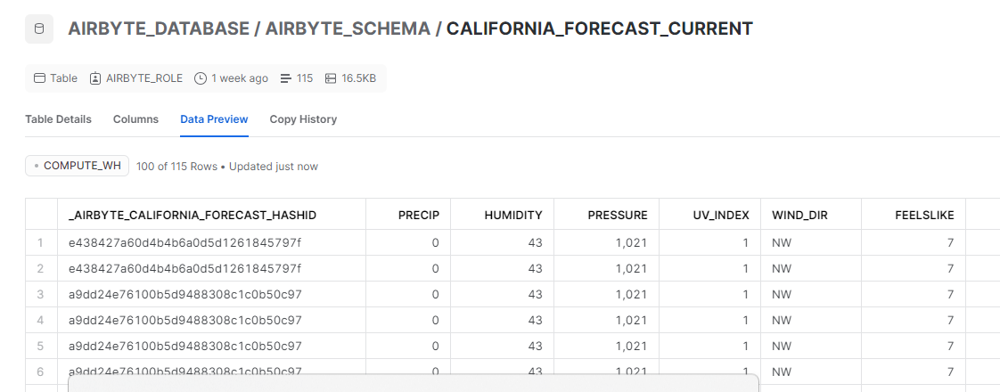 AIRBYTE_DATABASE / AIRBYTE_SCHEMA / CALIFORNIA_FORECAST_CURRENT
Table AIRBYTE_ROLE 1 week ago 115 16.5KB
Table Details Columns Data Preview Copy History
COMPUTE_WH 100 of 115 Rows • Updated just now
_AIRBYTE_CALIFORNIA_FORECAST_HASHID PRECIP HUMIDITY PRESSURE UV_INDEX WIND_DIR FEELSLIKE
1 e438427a60d4b4b6a0d5d1261845797f 0 43 1,021 1 NW 7
2 e438427a60d4b4b6a0d5d1261845797f 0 43 1,021 1 NW 7
3 a9dd24e76100b5d9488308c1c0b50c97 0 43 1,021 1 NW 7
4 a9dd24e76100b5d9488308c1c0b50c97 0 43 1,021 1 NW 7
5 a9dd24e76100b5d9488308c1c0b50c97 0 43 1,021 1 NW 7
6 a9dd24e76100b5d9488308c1c0b50c97 0 43 1,021 1 NW 7